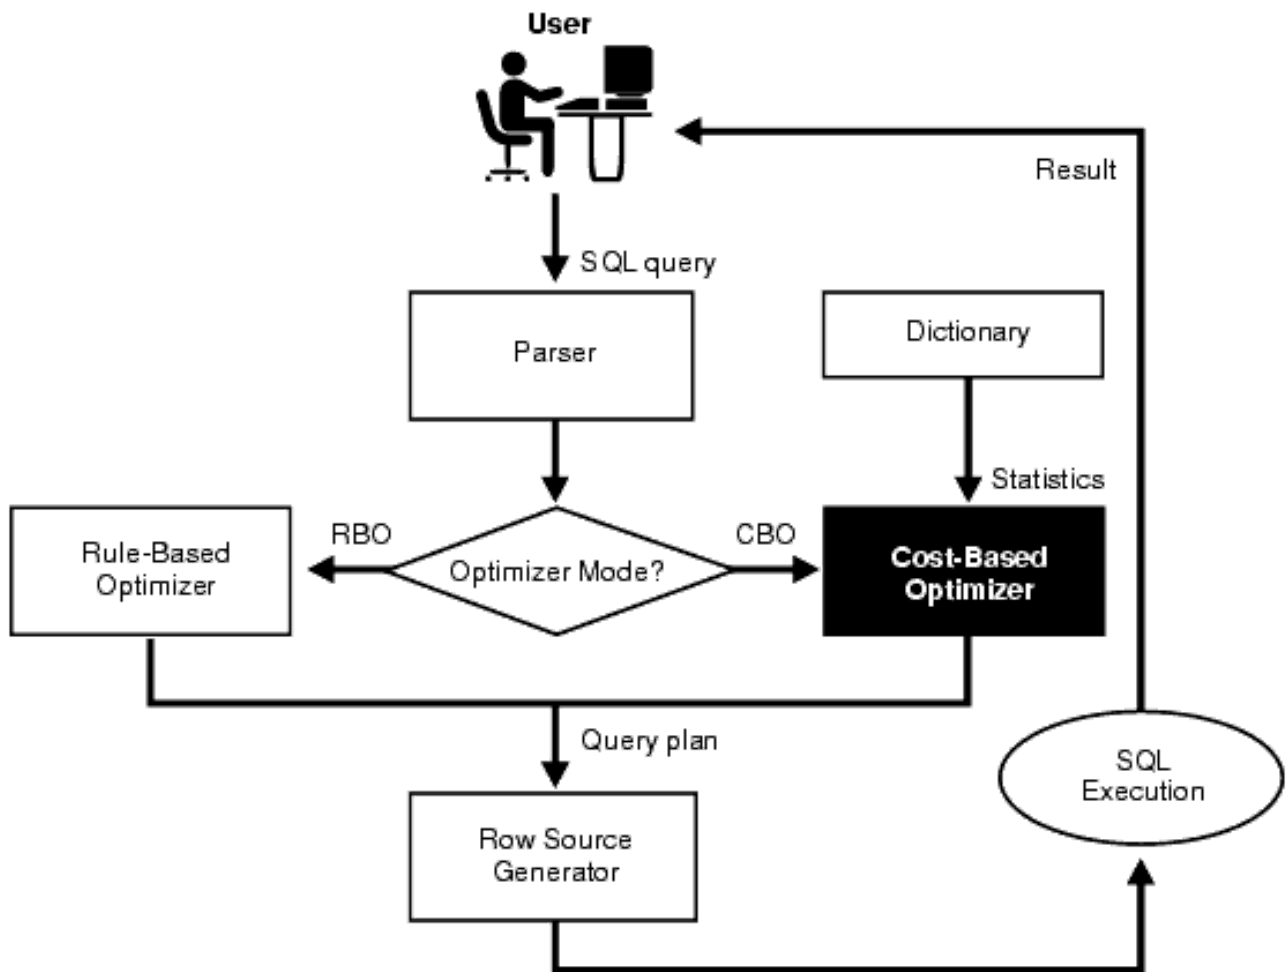 User
Result
SQL query
Parser
Dictionary
Statistics
Rule-Based
Optimizer
RBO
Optimizer Mode?
CBO
Cost-Based
Optimizer
Query plan
SQL
Execution
Row Source
Generator